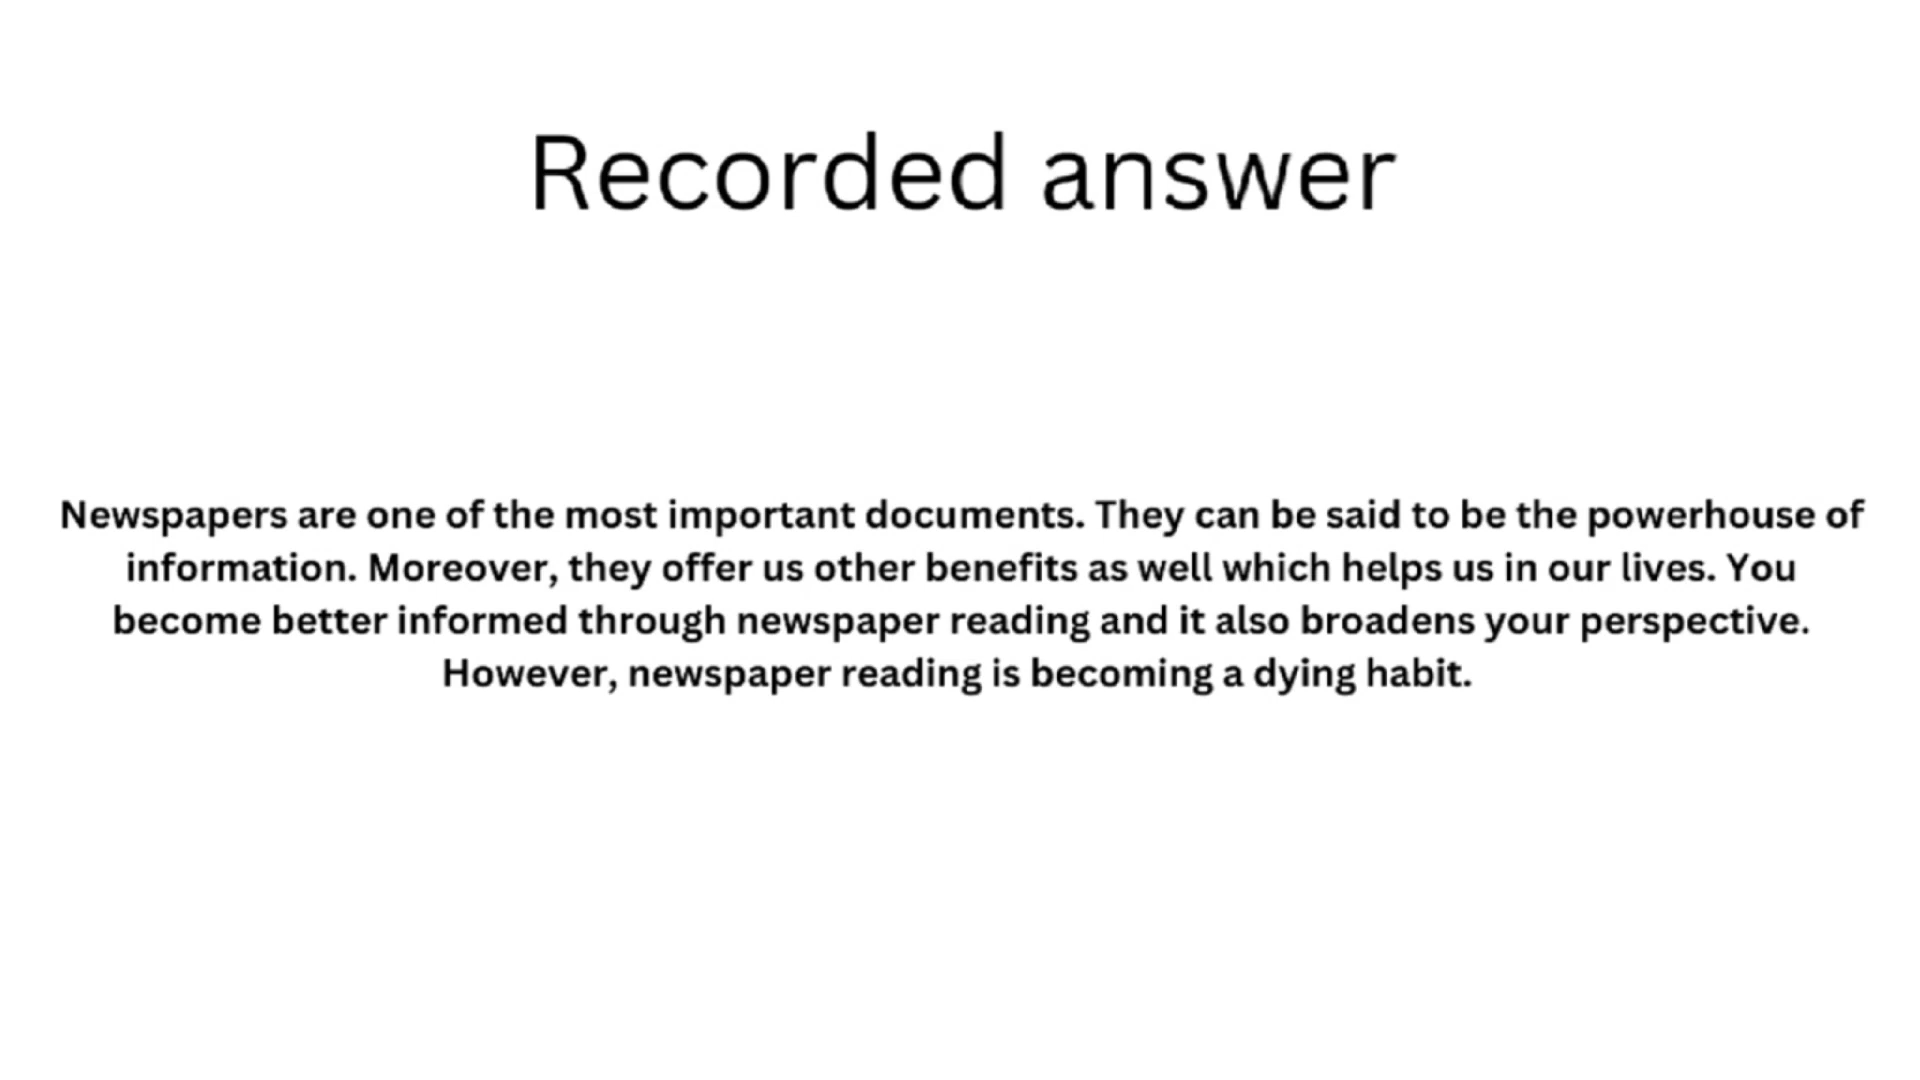 Recorded answer
Newspapers are one of the most important documents. They can be said to be the powerhouse of
information. Moreover, they offer us other benefits as well which helps us in our lives. You
become better informed through newspaper reading and it also broadens your perspective.
However, newspaper reading is becoming a dying habit.